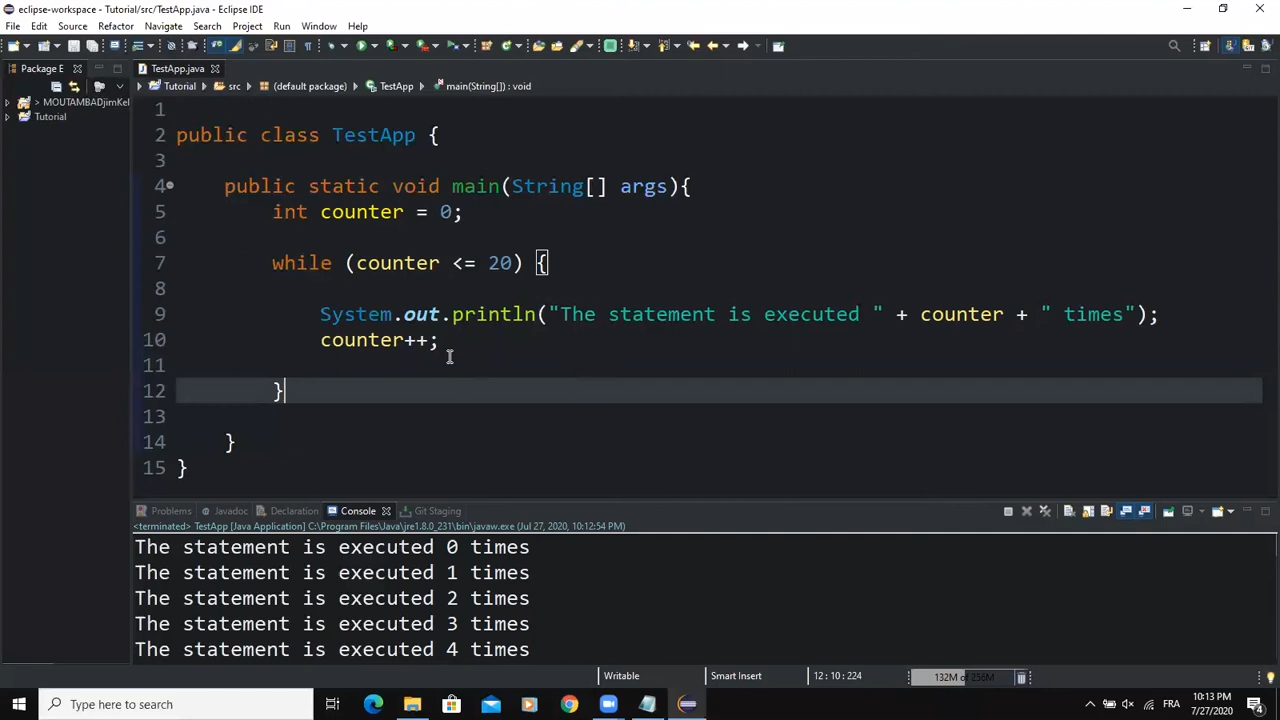 eclipse-workspace - Tutorial/src/TestApp.java - Eclipse IDE
File Edit Source Refactor Navigate Search Project Run Window Help
Package E TestApp.java
Tutorial src (default package) TestApp main(String[]) : void
> MOUTAMBADjimKel
Tutorial
1
2 public class TestApp {
3
4 public static void main(String[] args){
5 int counter = 0;
6
7 while (counter <= 20) {
8
9 System.out.println("The statement is executed " + counter + " times");
10 counter++;
11
12 }
13
14 }
15 }
Problems Javadoc Declaration Console Git Staging
<terminated> TestApp [Java Application] C:\Program Files\Java\jre1.8.0_231\bin\javaw.exe (Jul 27, 2020, 10:12:54 PM)
The statement is executed 0 times
The statement is executed 1 times
The statement is executed 2 times
The statement is executed 3 times
The statement is executed 4 times
Writable Smart Insert 12 : 10 : 224 132M of 256M
Type here to search FRA 10:13 PM
7/27/2020 4